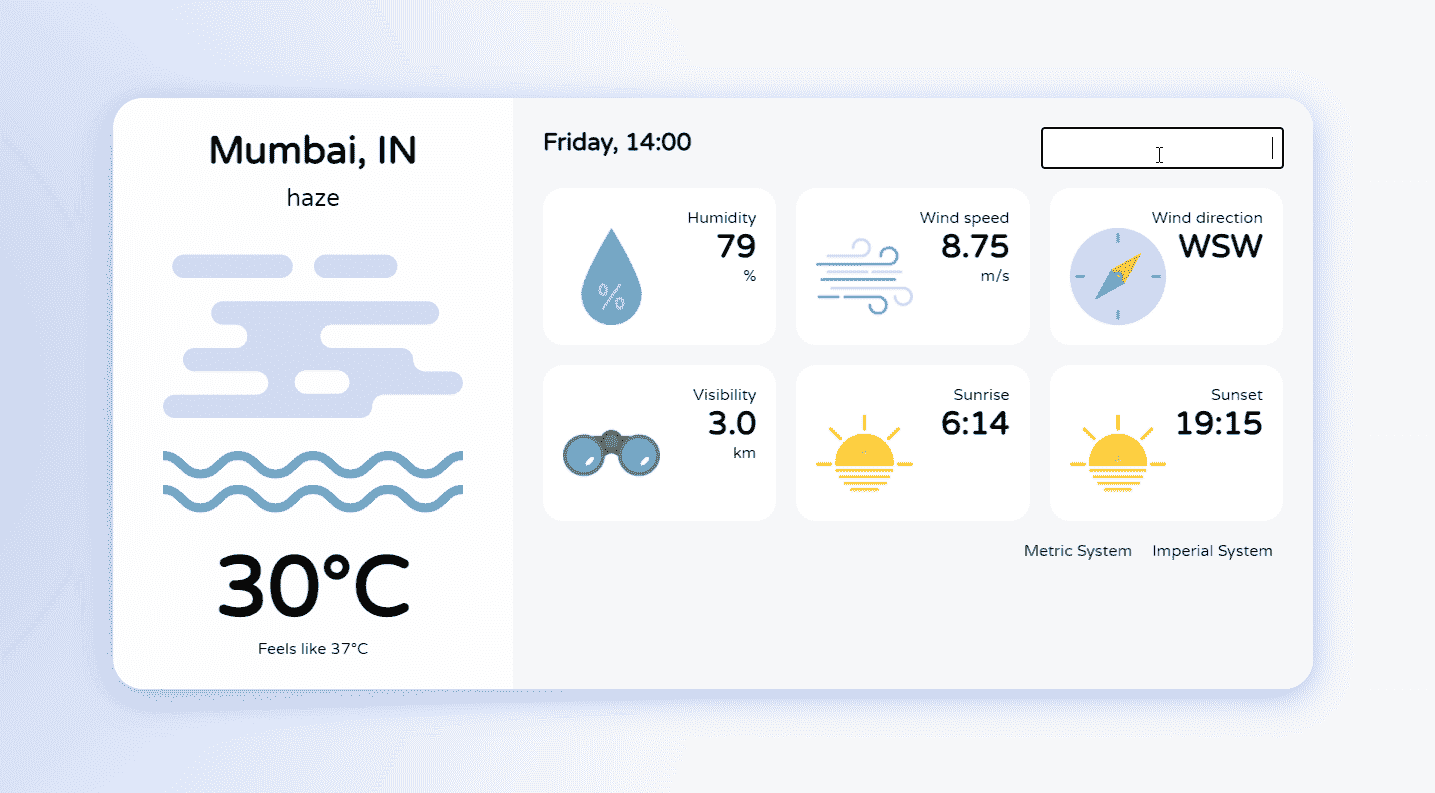 Mumbai, IN
haze
30°C
Feels like 37°C
Friday, 14:00
Humidity
79
%
%
Wind speed
8.75
m/s
Wind direction
WSW
Visibility
3.0
km
Sunrise
6:14
Sunset
19:15
Metric System Imperial System